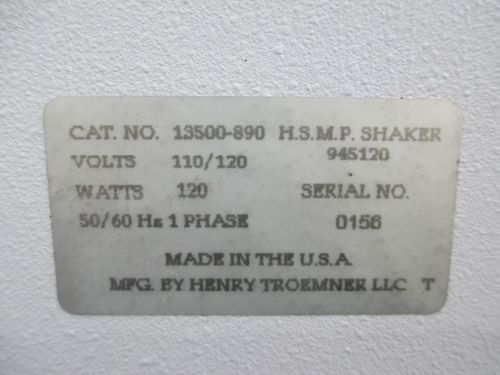 CAT. NO. 13500-890 H.S.M.P. SHAKER
945120
VOLTS 110/120
WATTS 120 SERIAL NO.
50/60 Hz 1 PHASE 0156
MADE IN THE U.S.A.
MFG. BY HENRY TROEMNER LLC T